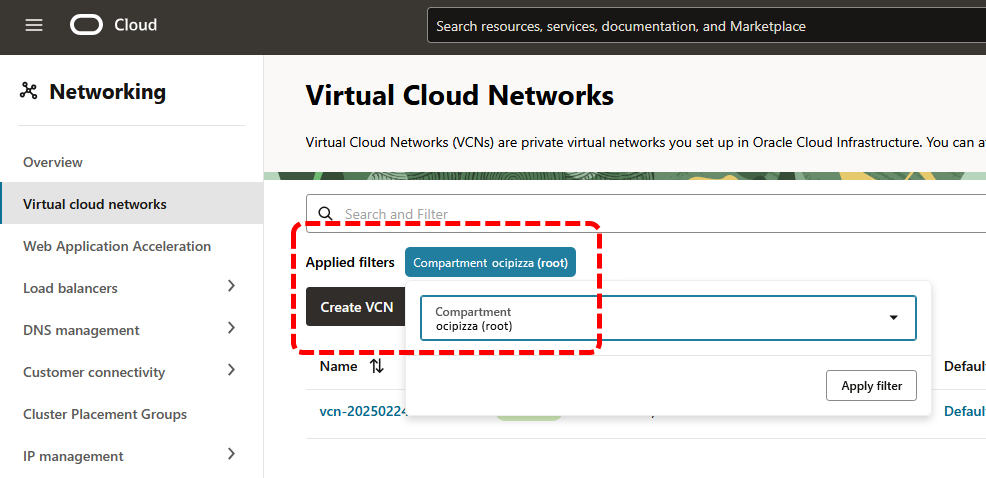 Cloud
Search resources, services, documentation, and Marketplace
Networking
Overview
Virtual cloud networks
Web Application Acceleration
Load balancers
DNS management
Customer connectivity
Cluster Placement Groups
IP management
Virtual Cloud Networks
Virtual Cloud Networks (VCNs) are private virtual networks you set up in Oracle Cloud Infrastructure. You can
Search and Filter
Applied filters Compartment ocipizza (root)
Create VCN
Compartment
ocipizza (root)
Apply filter
Name
vcn-20250224